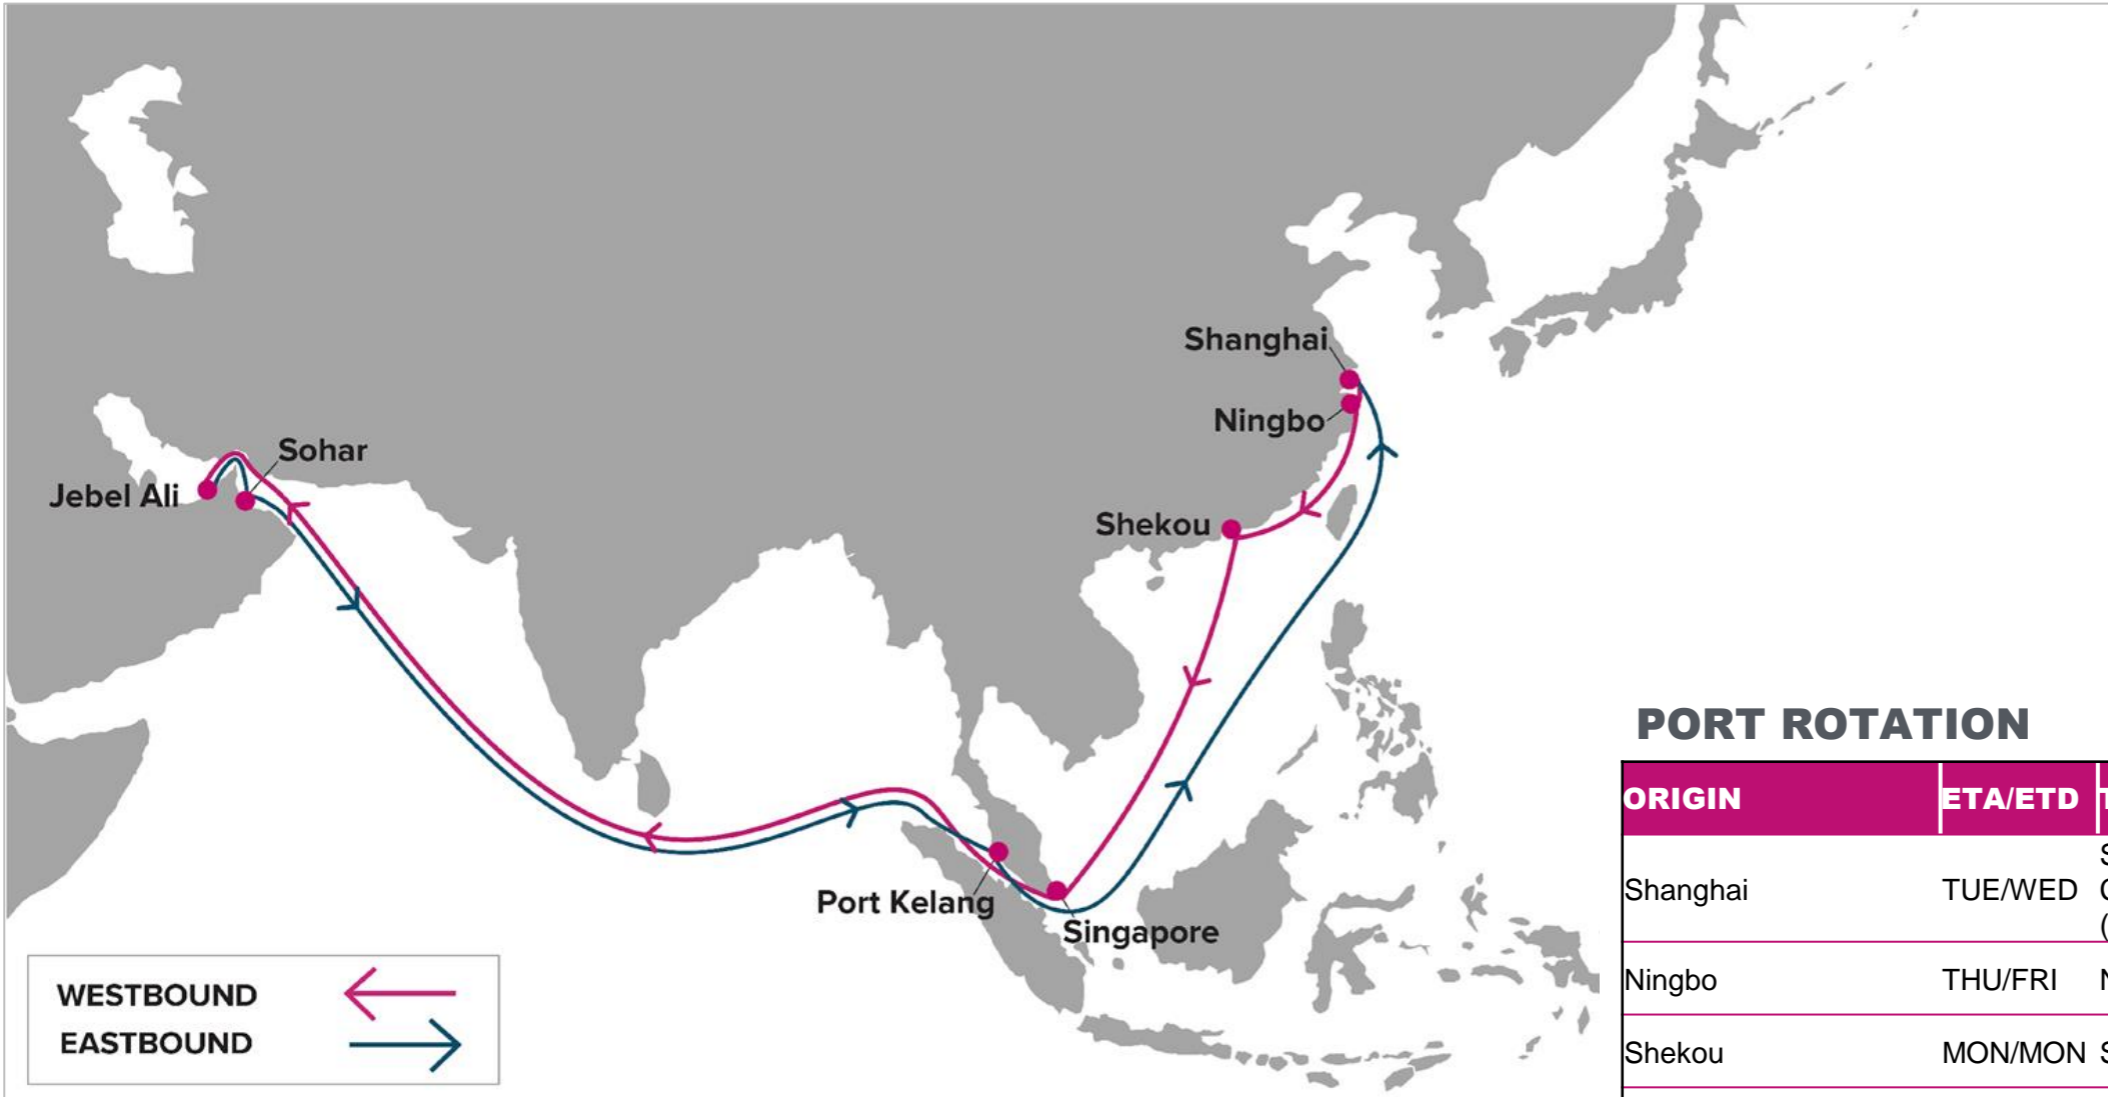 Shanghai
Ningbo
Sohar
Jebel Ali
Shekou
Port Kelang
Singapore
WESTBOUND
EASTBOUND
PORT ROTATION
ORIGIN ETA/ETD
Shanghai TUE/WED
Ningbo THU/FRI
Shekou MON/MON